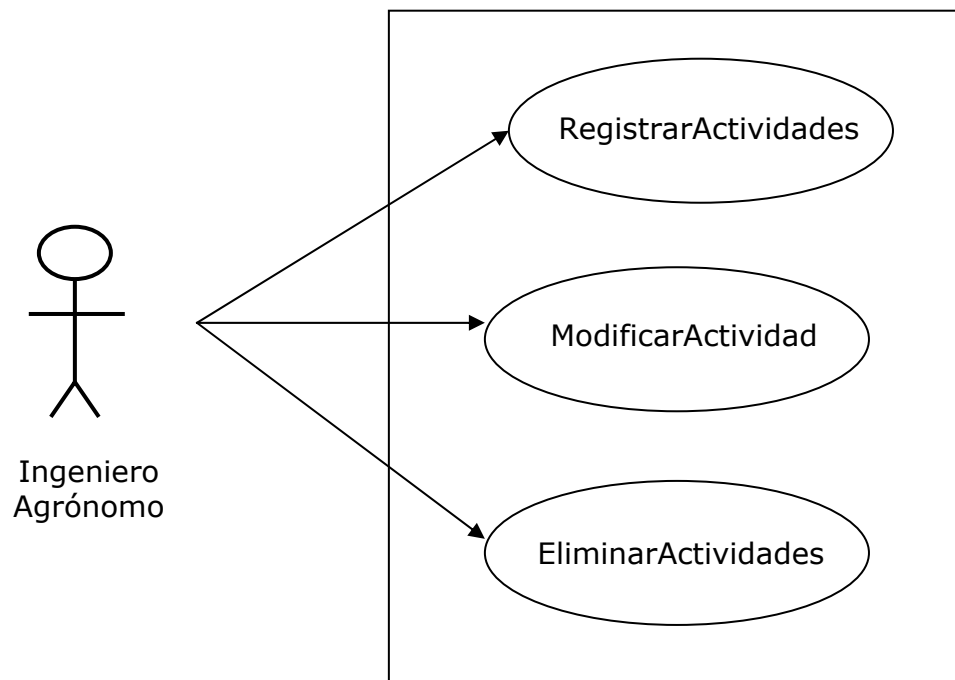 RegistrarActividades
ModificarActividad
Ingeniero
Agrónomo
EliminarActividades